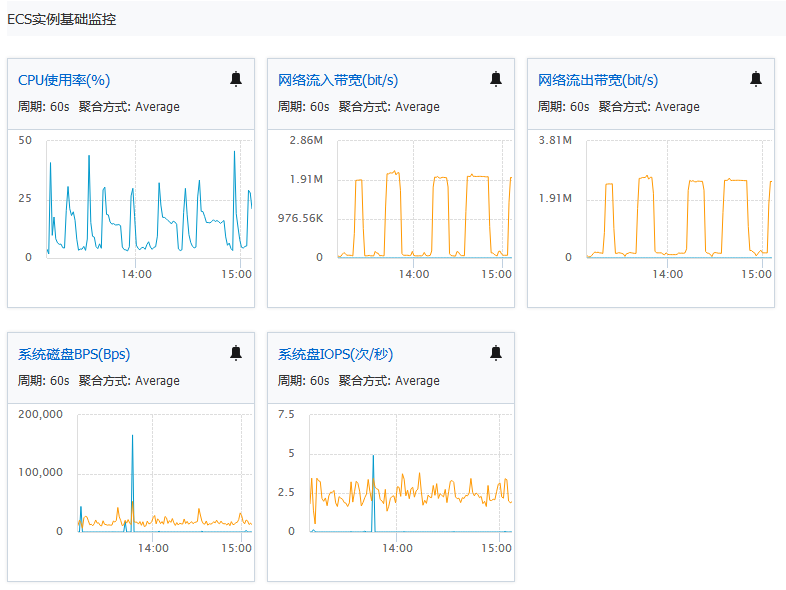 ECS实例基础监控
CPU使用率(%)
周期: 60s 聚合方式: Average
50
25
0
14:00
15:00
网络流入带宽(bit/s)
周期: 60s 聚合方式: Average
2.86M
1.91M
976.56K
0
14:00
15:00
网络流出带宽(bit/s)
周期: 60s 聚合方式: Average
3.81M
1.91M
0
14:00
15:00
系统磁盘BPS(Bps)
周期: 60s 聚合方式: Average
200,000
100,000
0
14:00
15:00
系统盘IOPS(次/秒)
周期: 60s 聚合方式: Average
7.5
5
2.5
0
14:00
15:00